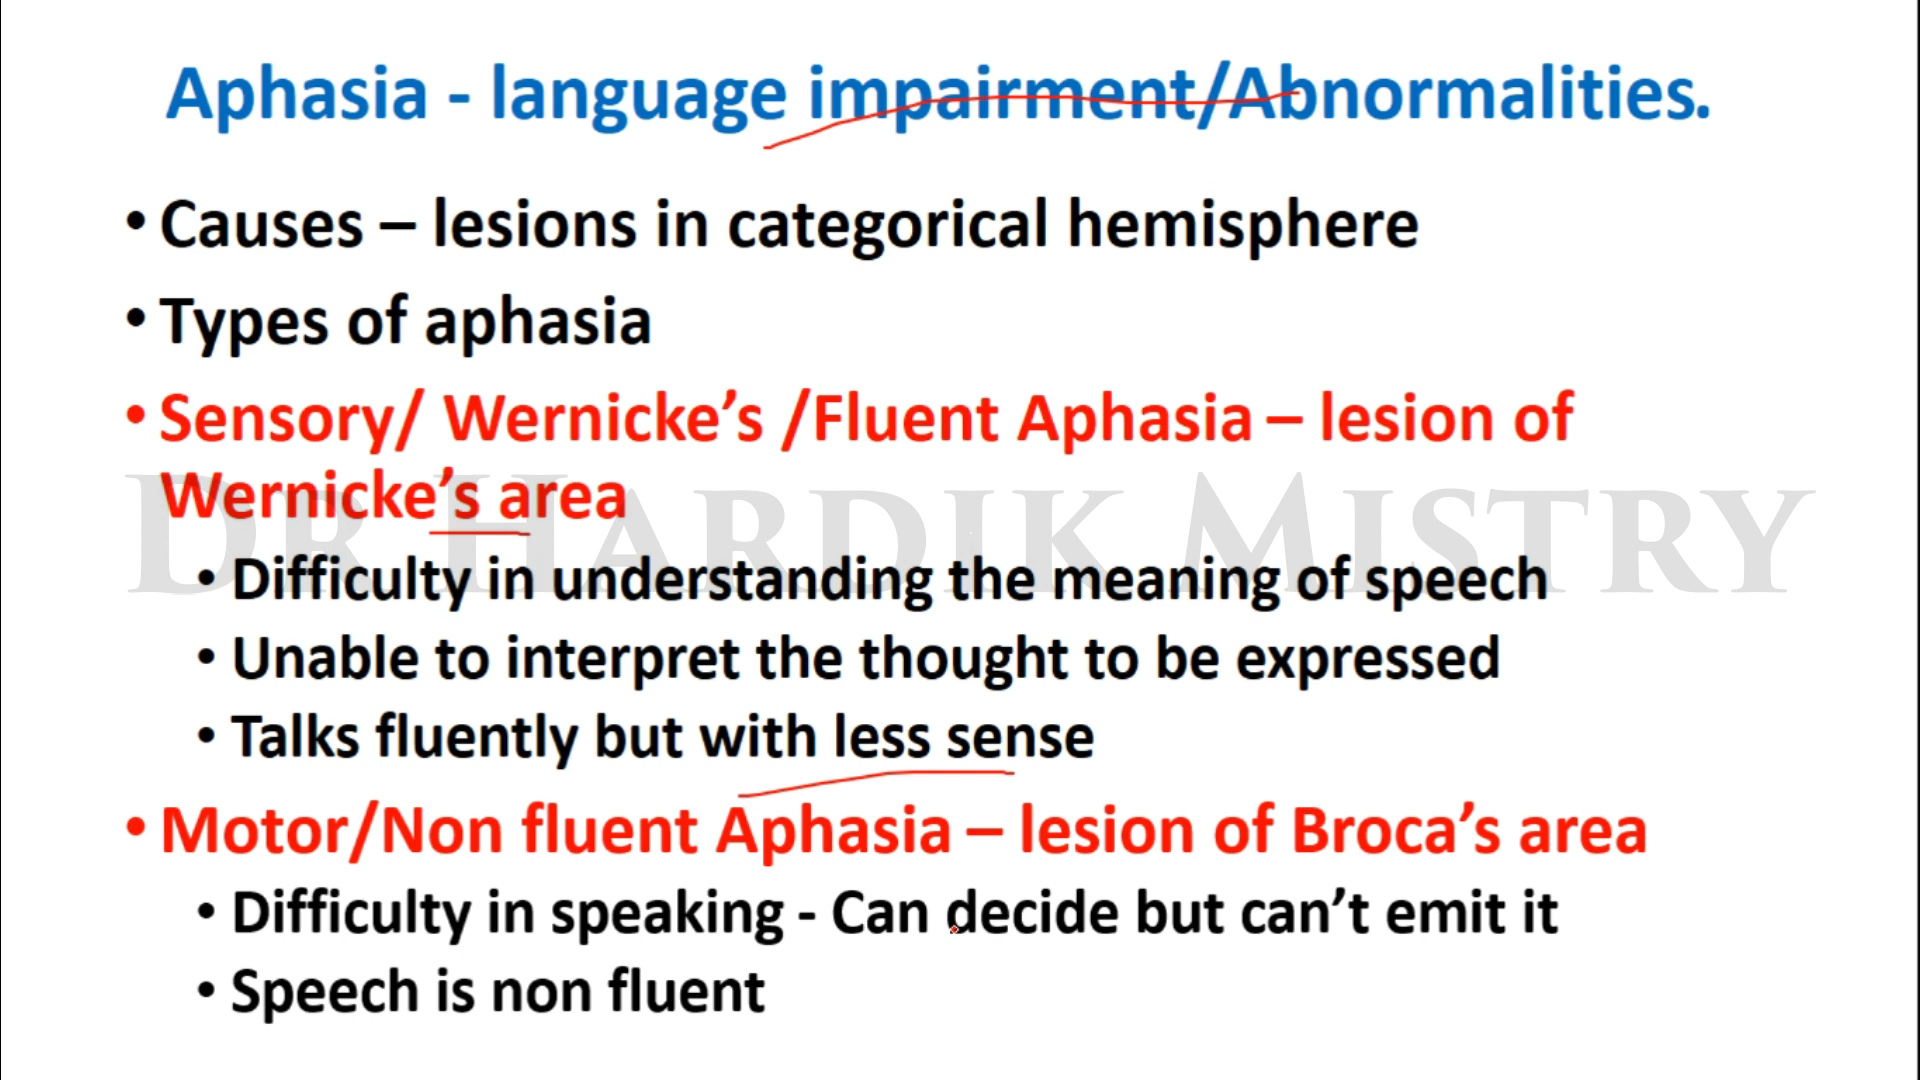 Aphasia - language impairment/Abnormalities.
• Causes – lesions in categorical hemisphere
• Types of aphasia
• Sensory/ Wernicke’s /Fluent Aphasia – lesion of
Wernicke’s area
• Difficulty in understanding the meaning of speech
• Unable to interpret the thought to be expressed
• Talks fluently but with less sense
• Motor/Non fluent Aphasia – lesion of Broca’s area
• Difficulty in speaking - Can decide but can’t emit it
• Speech is non fluent
Dr Hardik Mistry